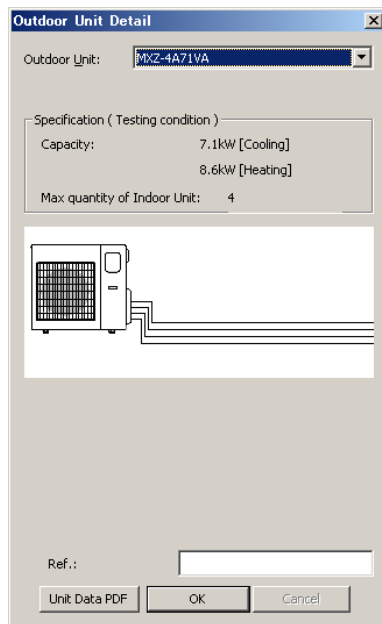 Outdoor Unit Detail
Outdoor Unit: MXZ-4A71VA
Specification ( Testing condition )
Capacity: 7.1kW [Cooling]
8.6kW [Heating]
Max quantity of Indoor Unit: 4
Ref.:
Unit Data PDF OK Cancel